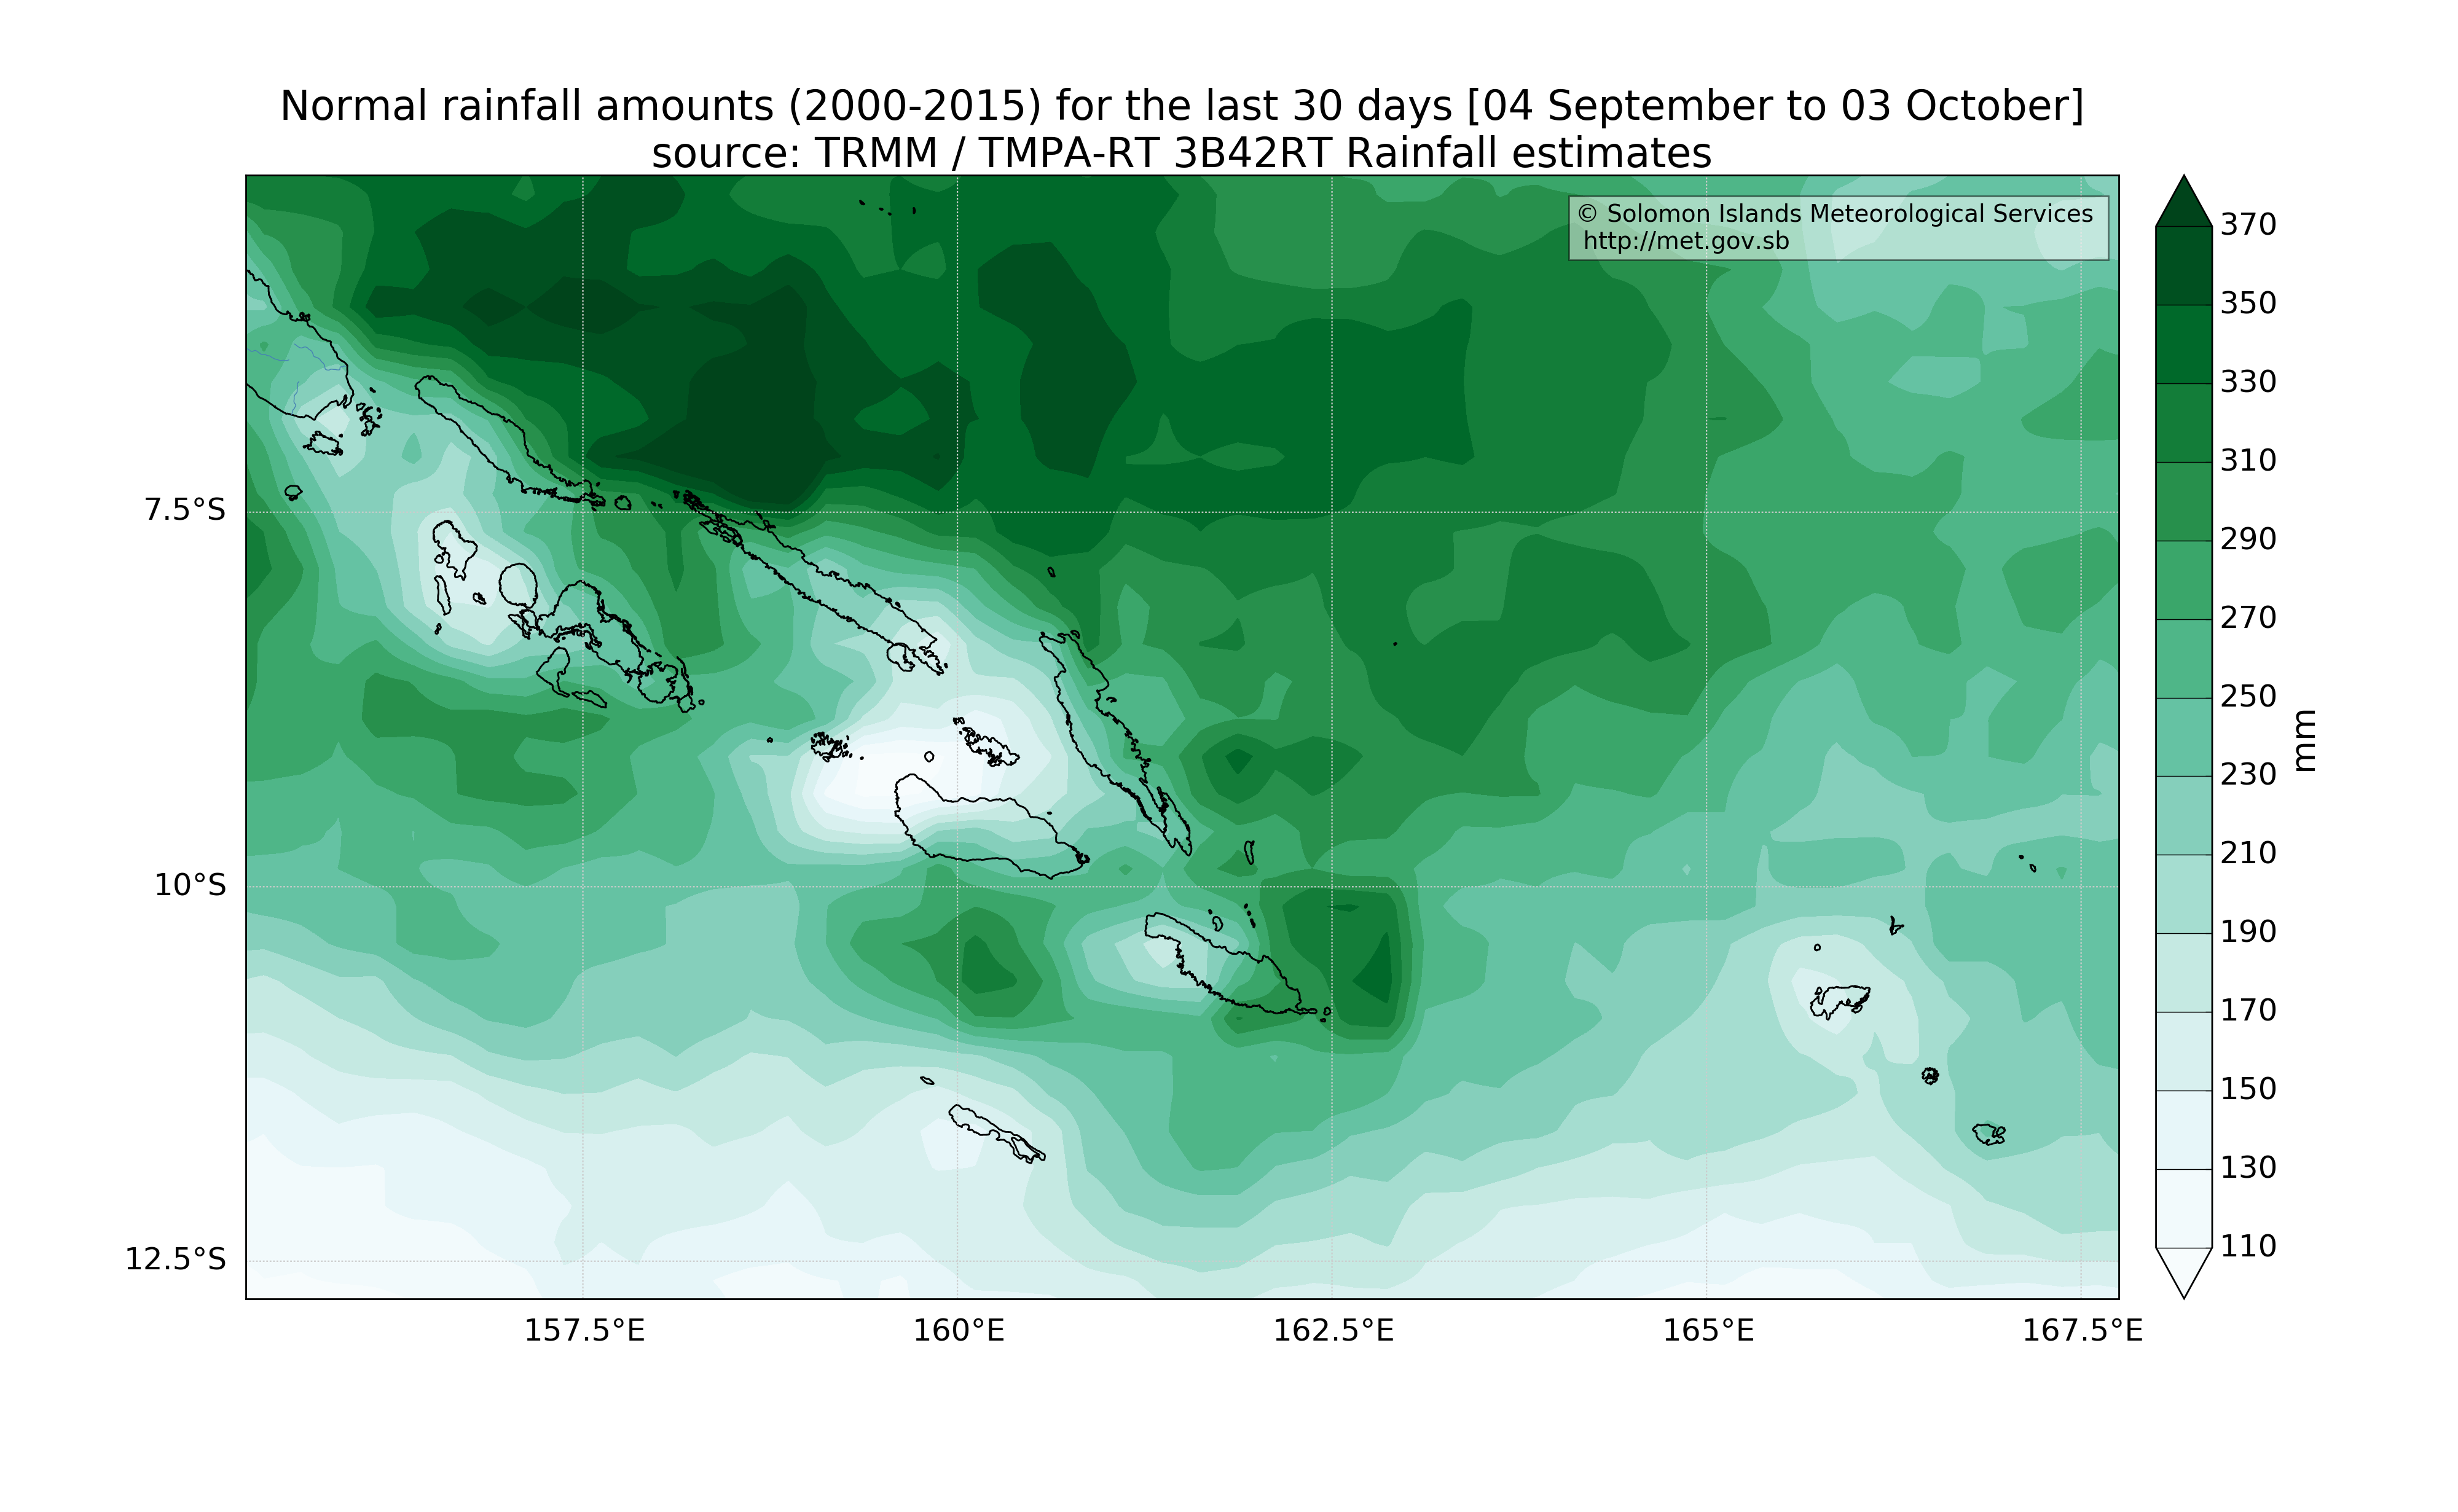 Normal rainfall amounts (2000-2015) for the last 30 days [04 September to 03 October]
source: TRMM / TMPA-RT 3B42RT Rainfall estimates
© Solomon Islands Meteorological Services
http://met.gov.sb
370
350
330
310
290
270
250
230
210
190
170
150
130
110
mm
7.5°S
10°S
12.5°S
157.5°E
160°E
162.5°E
165°E
167.5°E